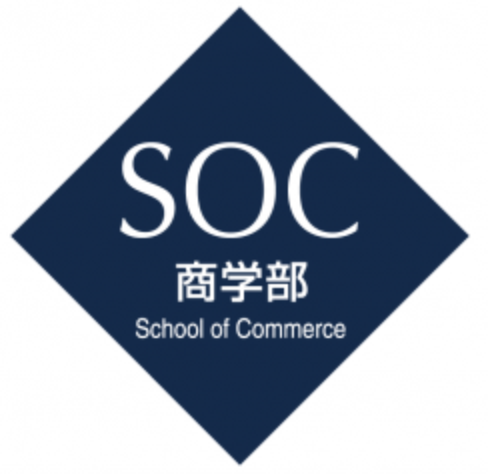 SOC
商学部
School of Commerce